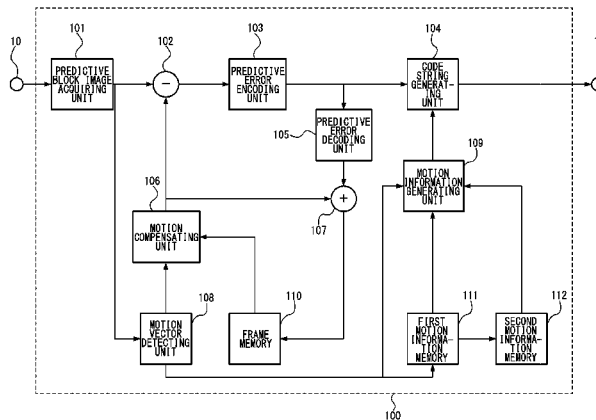 10
101
PREDICTIVE
BLOCK IMAGE
ACQUIRING
UNIT
102
−
103
PREDICTIVE
ERROR
ENCODING
UNIT
104
CODE
STRING
GENERAT-
ING
UNIT
105
PREDICTIVE
ERROR
DECODING
UNIT
106
MOTION
COMPENSATING
UNIT
+
107
109
MOTION
INFORMATION
GENERATING
UNIT
108
MOTION
VECTOR
DETECTING
UNIT
110
FRAME
MEMORY
111
FIRST
MOTION
INFORMA-
TION
MEMORY
112
SECOND
MOTION
INFORMA-
TION
MEMORY
100